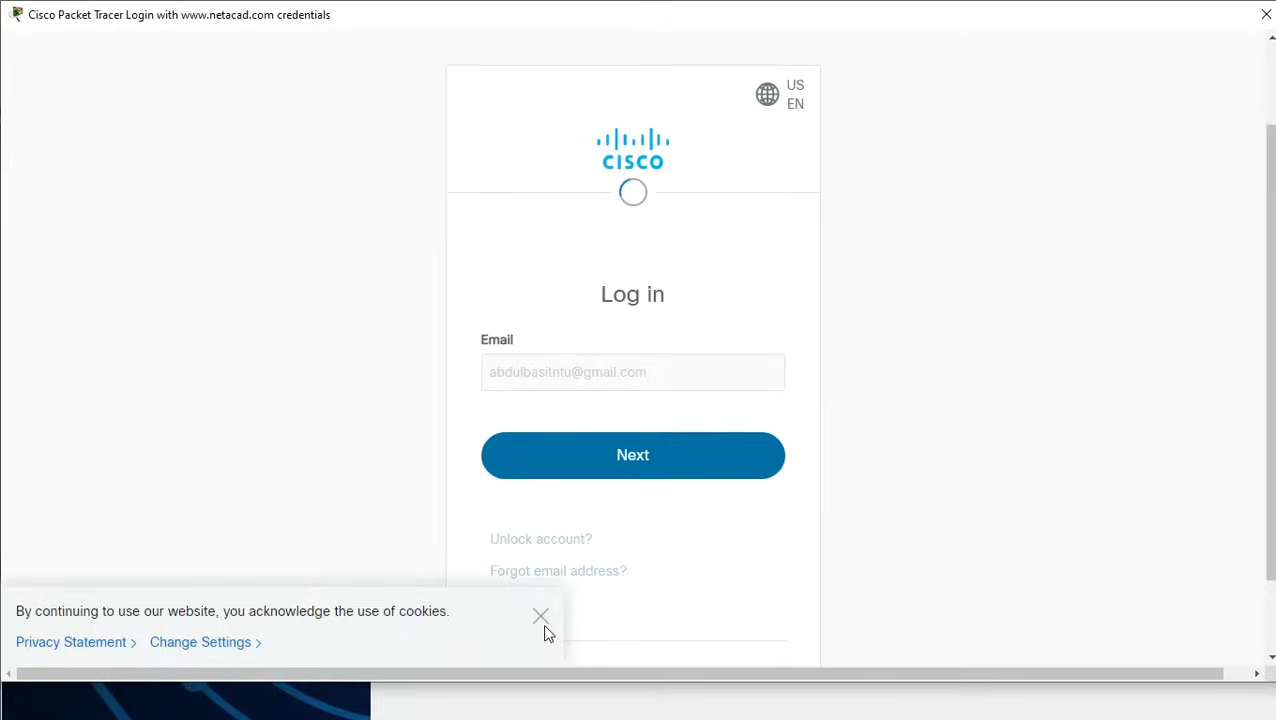 Cisco Packet Tracer Login with www.netacad.com credentials
US
EN
CISCO
Log in
Email
abdulbasitntu@gmail.com
Next
Unlock account?
Forgot email address?
By continuing to use our website, you acknowledge the use of cookies.
Privacy Statement > Change Settings >